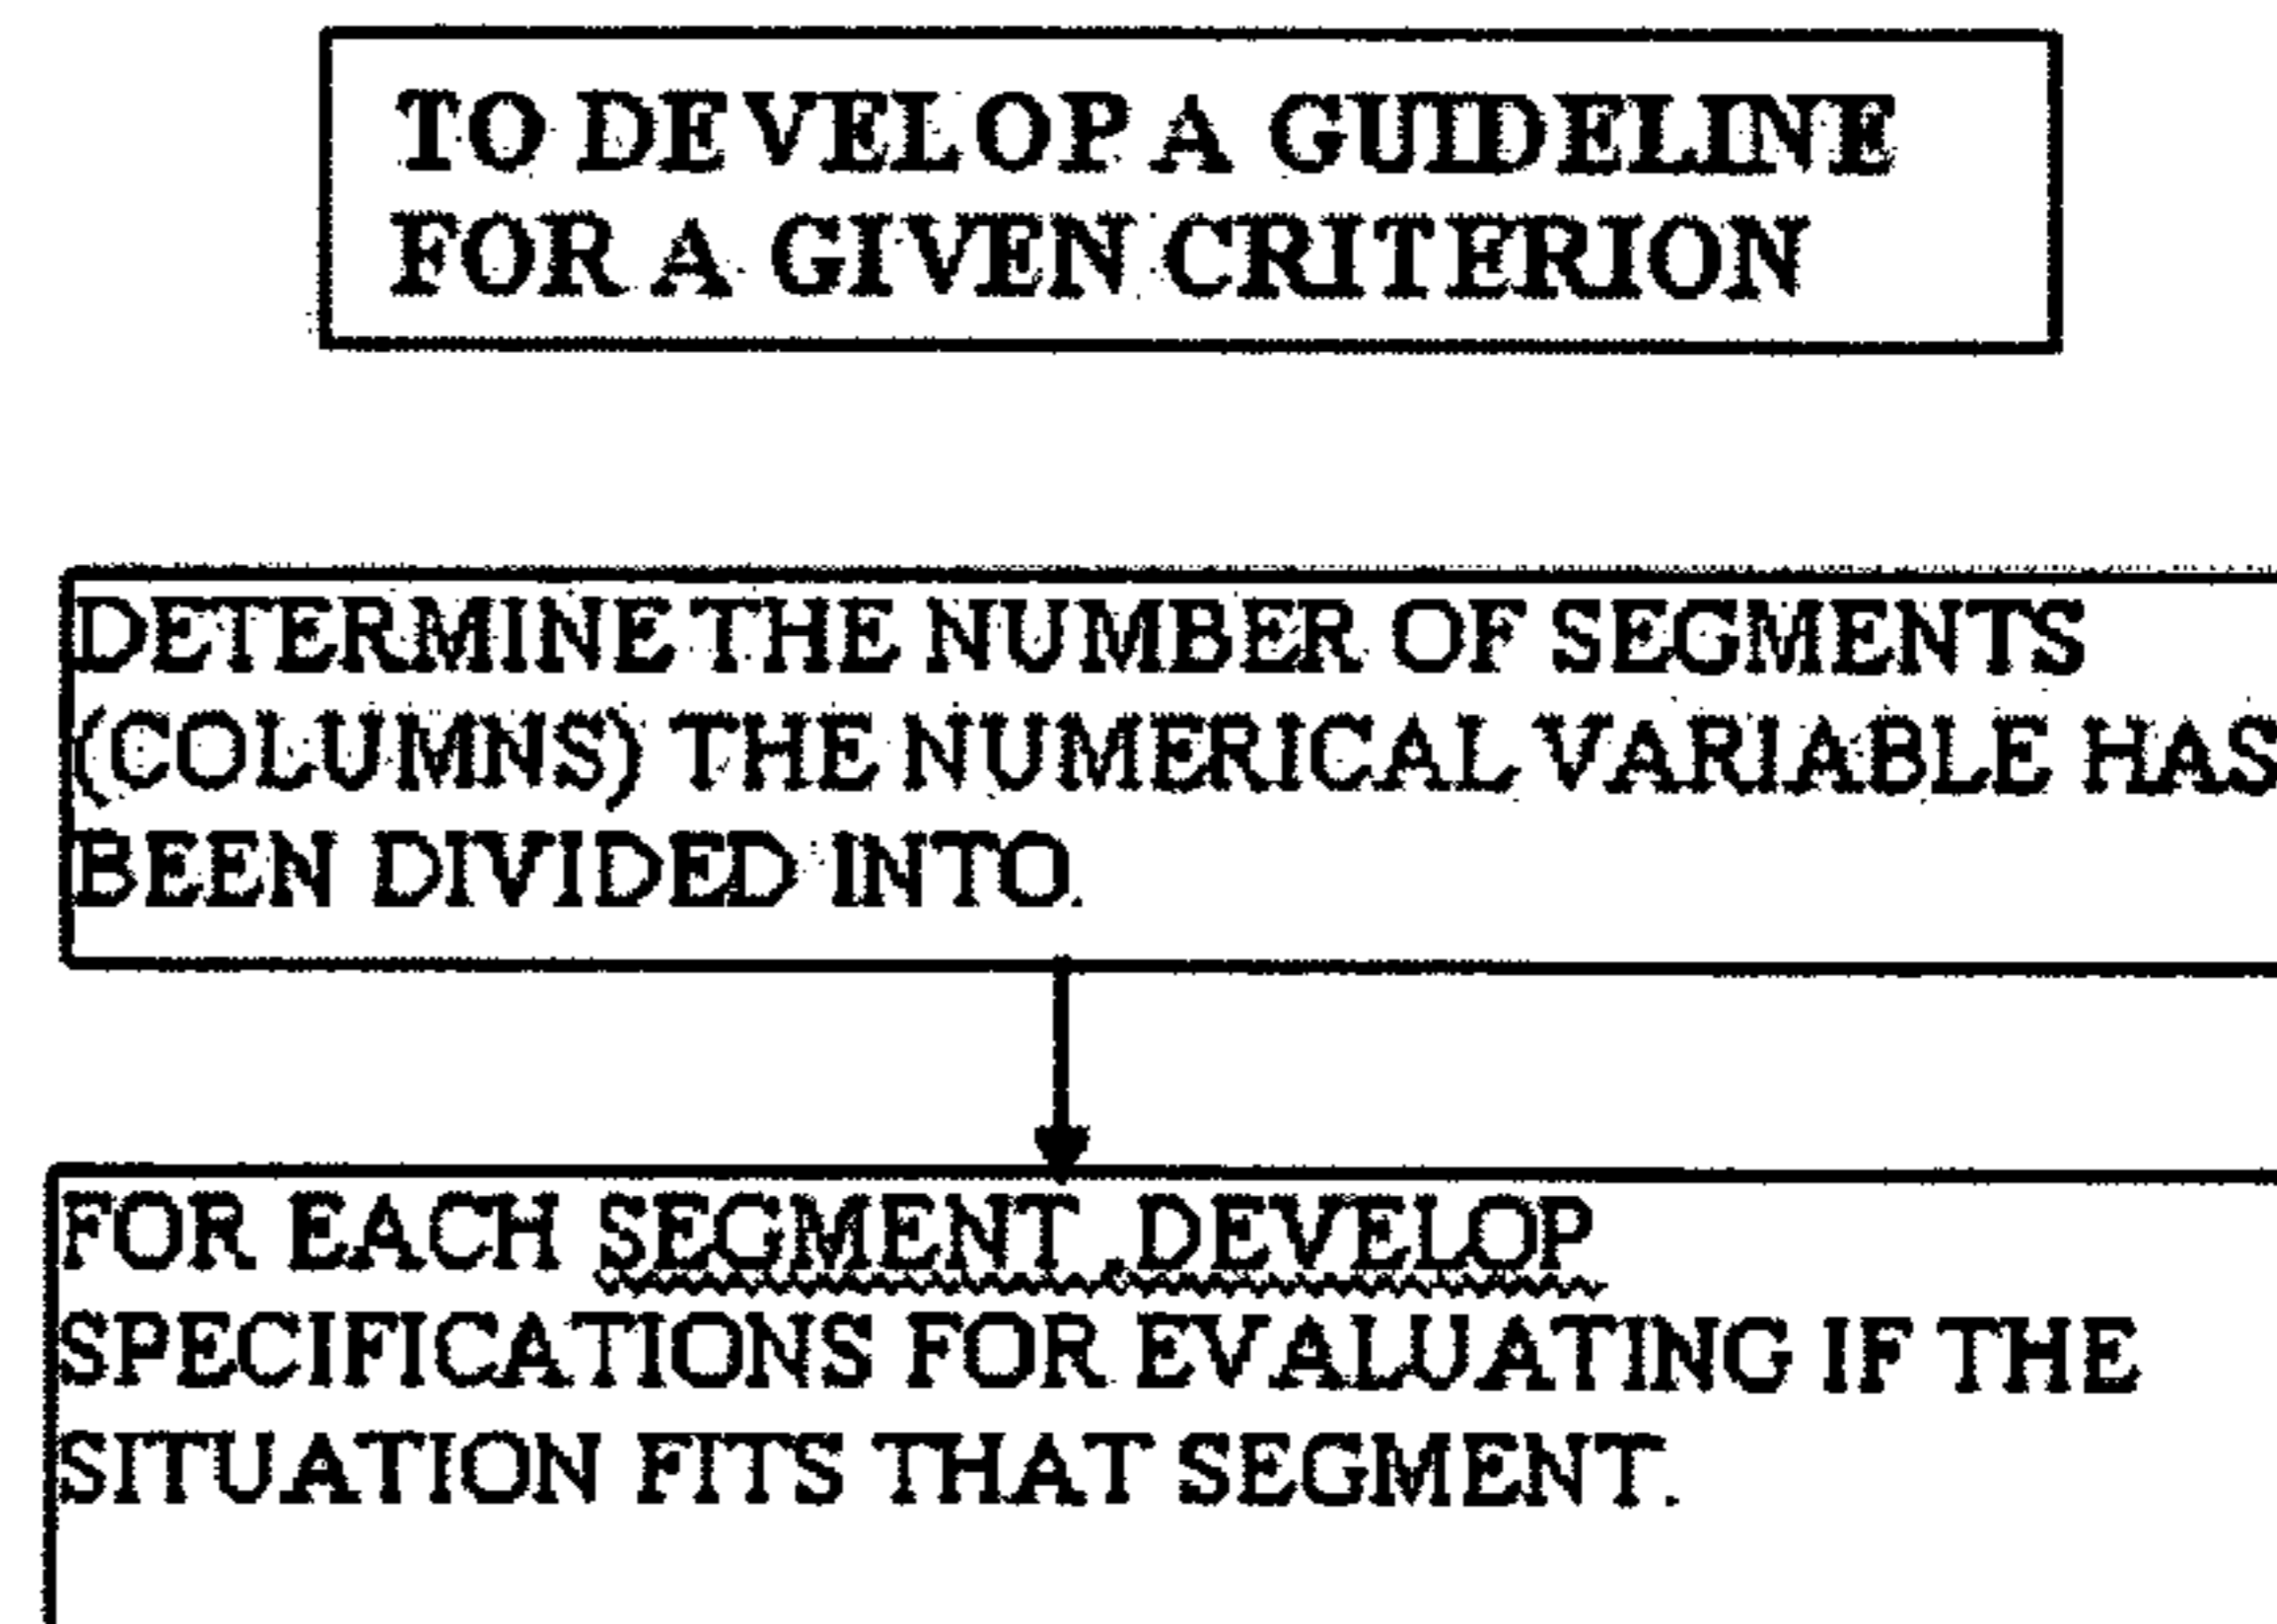 TO DEVELOP A GUIDELINE
FOR A GIVEN CRITERION
DETERMINE THE NUMBER OF SEGMENTS
(COLUMNS) THE NUMERICAL VARIABLE HAS
BEEN DIVIDED INTO.
FOR EACH SEGMENT ,DEVELOP
SPECIFICATIONS FOR EVALUATING IF THE
SITUATION FITS THAT SEGMENT.